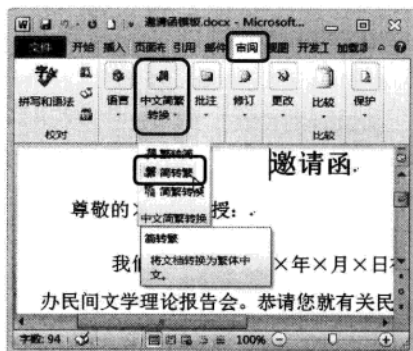 邀请函模板.docx - Microsoft...
文件 开始 插入 页面布 引用 邮件 审阅 视图 开发工 加载项
拼写和语法 语言 中文简繁转换 批注 修订 更改 比较 保护
校对 比较
繁转简
简转繁
简繁转换
中文简繁转换
简转繁
将文档转换为繁体中文。
邀请函
尊敬的 授：
我们 ×年×月×日
办民间文学理论报告会。恭请您就有关民
字数: 94 100%